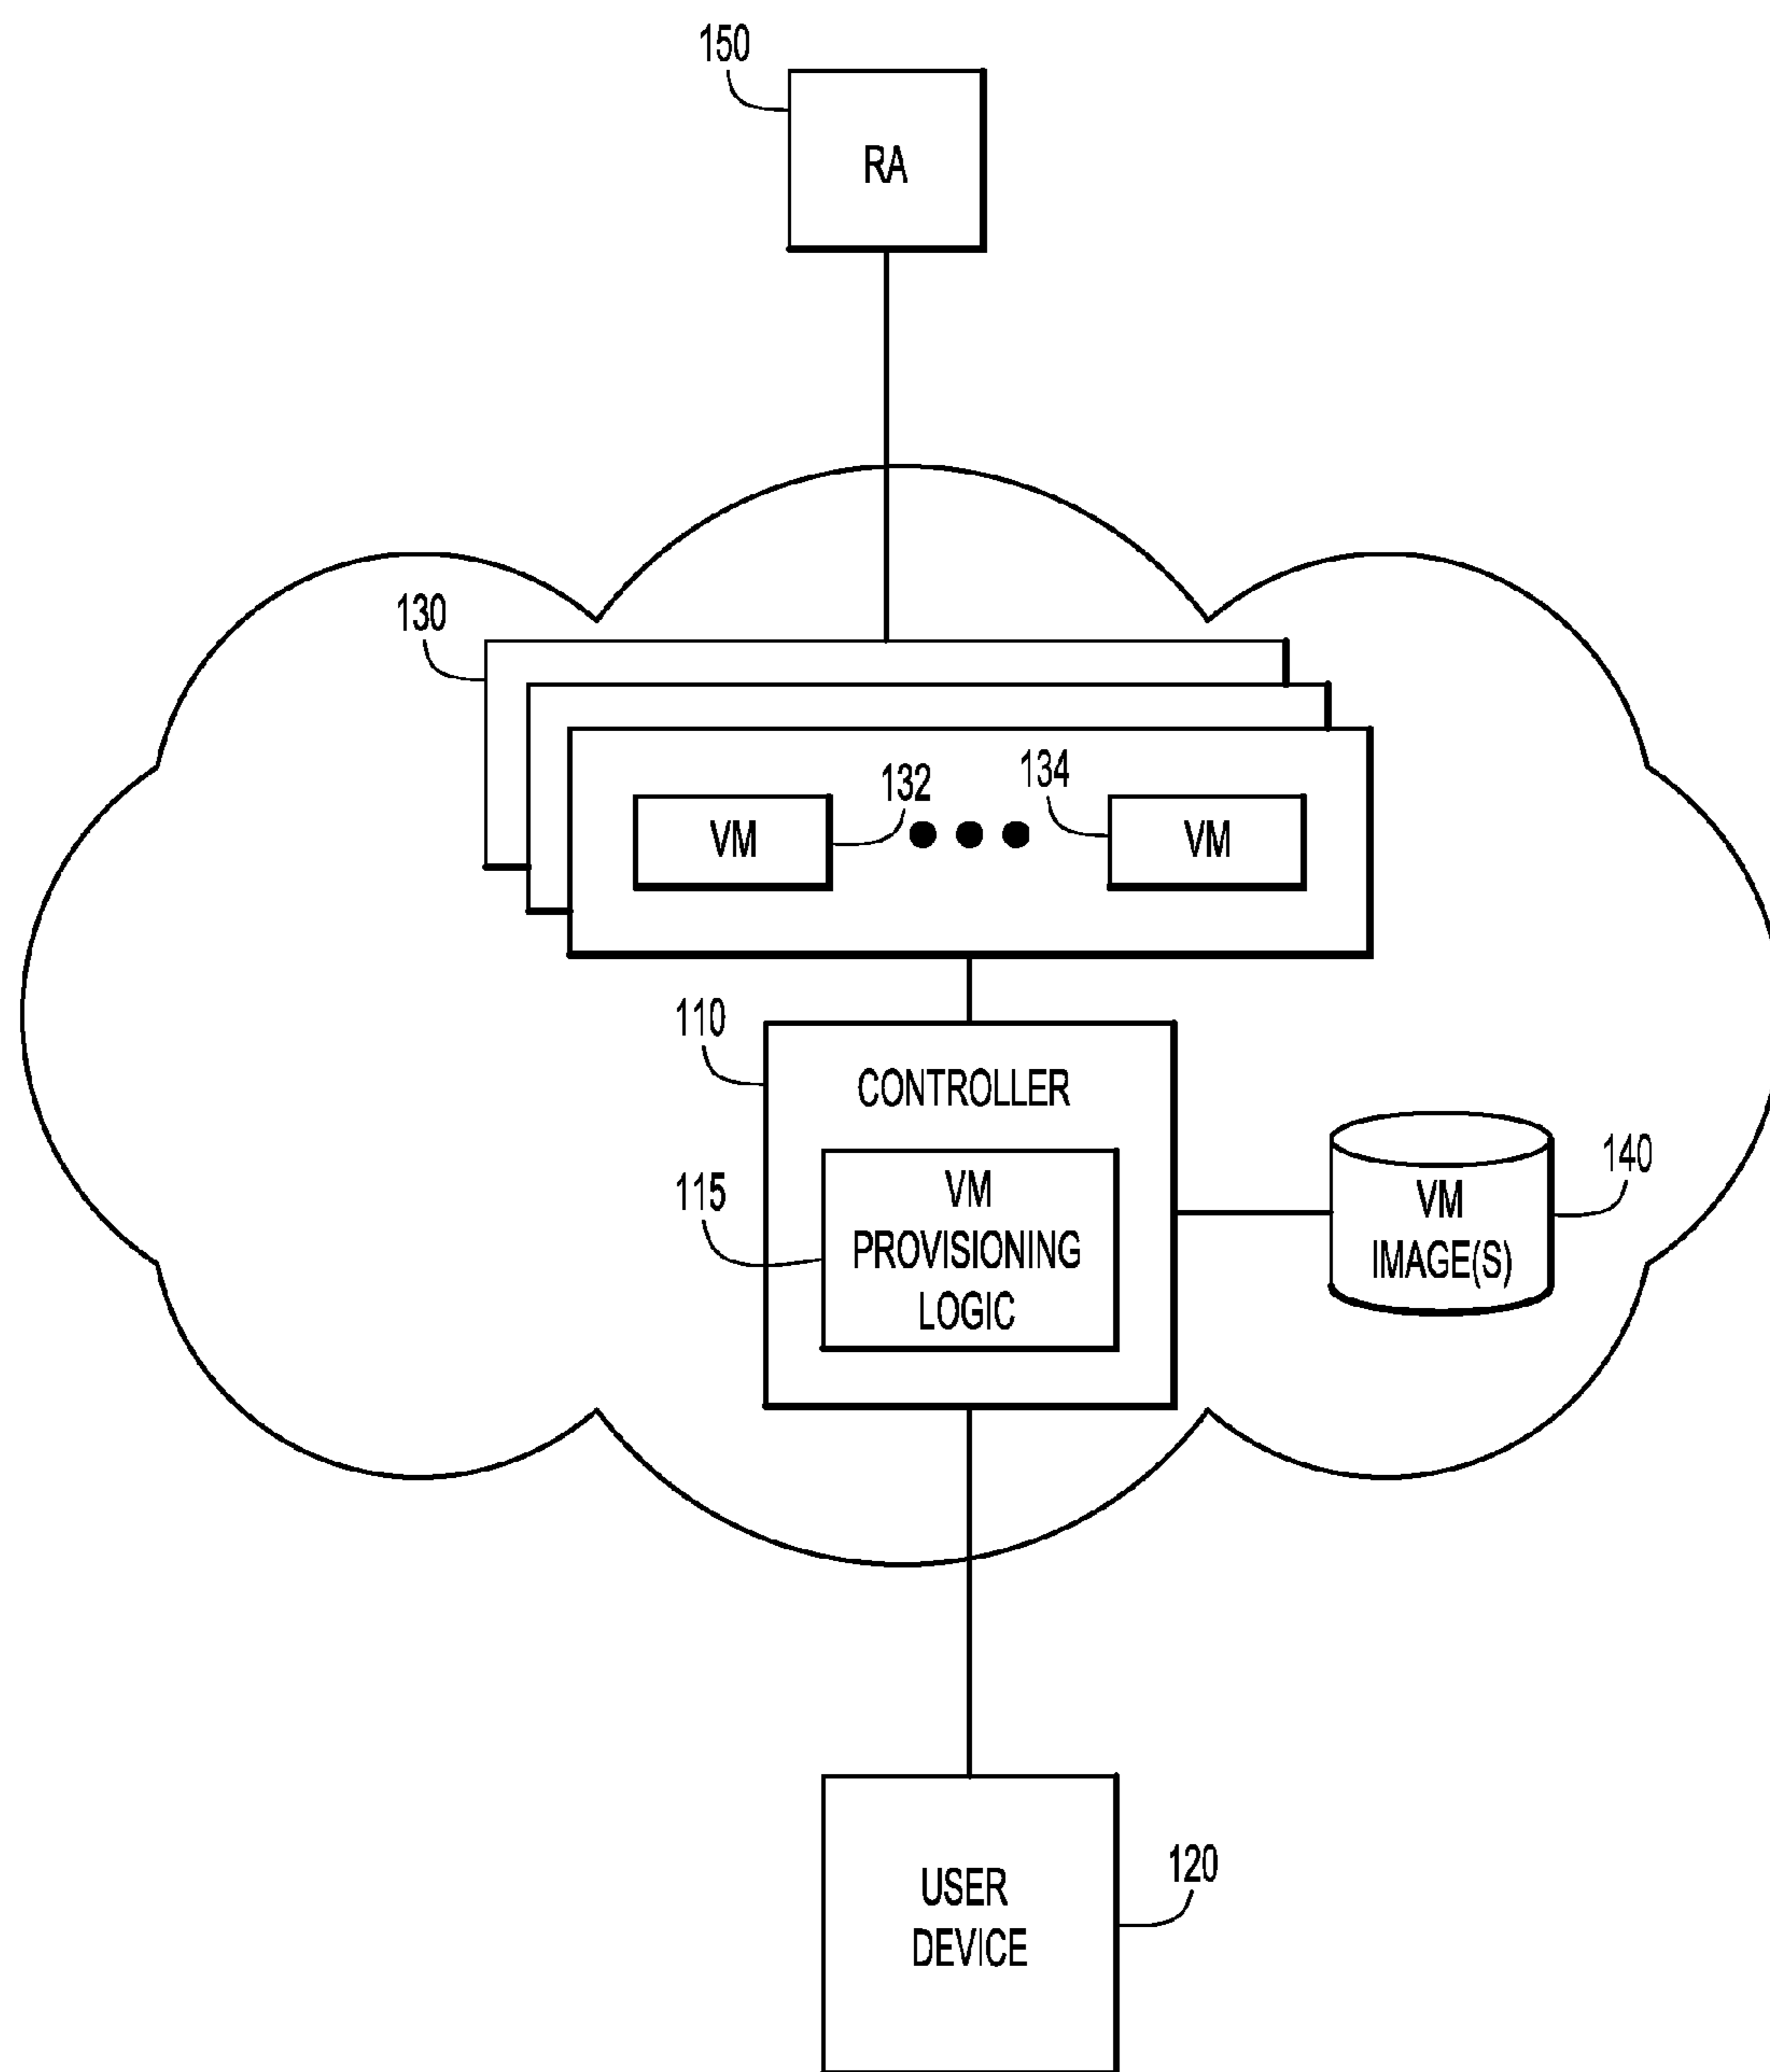 150
RA
130
132
134
VM
VM
110
CONTROLLER
115
VM
PROVISIONING
LOGIC
140
VM
IMAGE(S)
120
USER
DEVICE